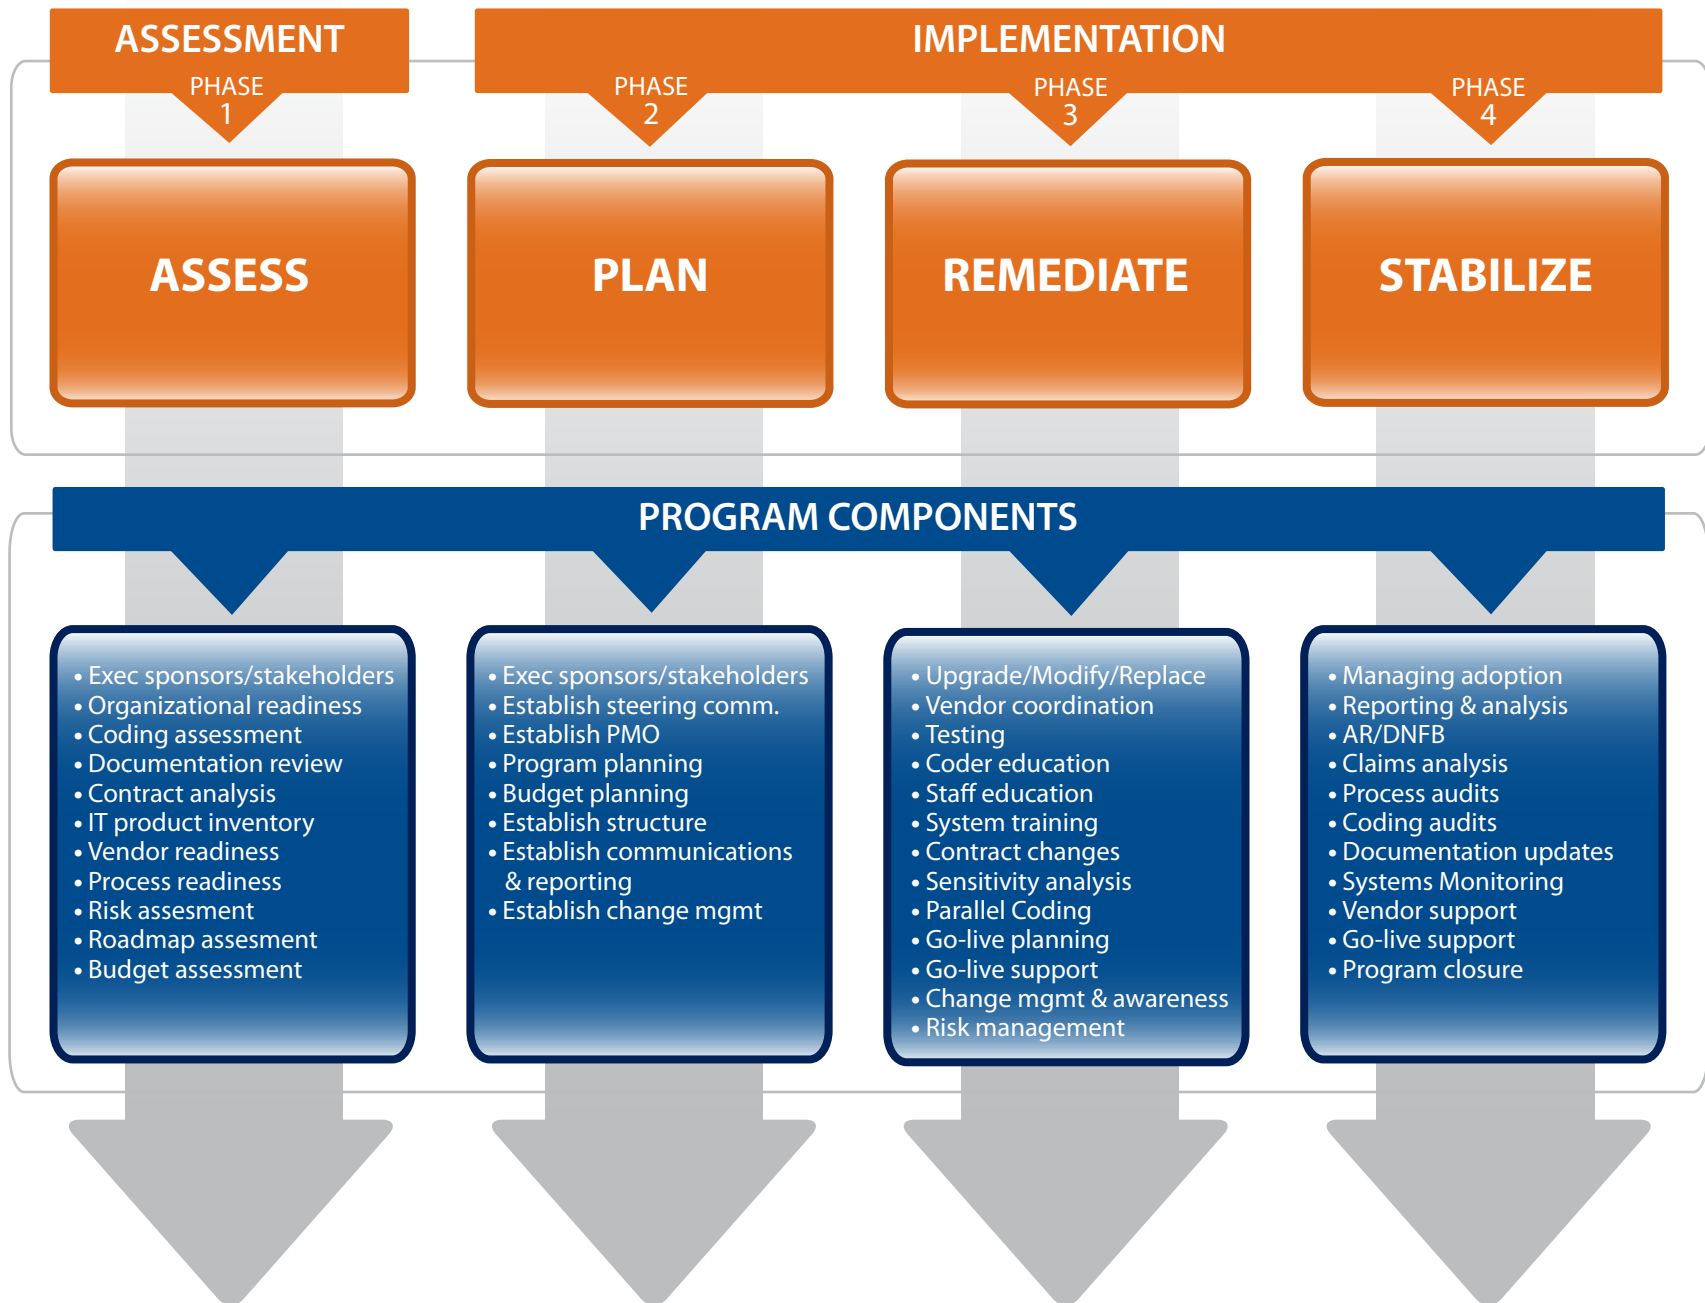 ASSESSMENT
IMPLEMENTATION
PHASE
1
PHASE
2
PHASE
3
PHASE
4
ASSESS
PLAN
REMEDIATE
STABILIZE
PROGRAM COMPONENTS
• Exec sponsors/stakeholders
• Organizational readiness
• Coding assessment
• Documentation review
• Contract analysis
• IT product inventory
• Vendor readiness
• Process readiness
• Risk assesment
• Roadmap assesment
• Budget assessment
• Exec sponsors/stakeholders
• Establish steering comm.
• Establish PMO
• Program planning
• Budget planning
• Establish structure
• Establish communications
& reporting
• Establish change mgmt
• Upgrade/Modify/Replace
• Vendor coordination
• Testing
• Coder education
• Staff education
• System training
• Contract changes
• Sensitivity analysis
• Parallel Coding
• Go-live planning
• Go-live support
• Change mgmt & awareness
• Risk management
• Managing adoption
• Reporting & analysis
• AR/DNFB
• Claims analysis
• Process audits
• Coding audits
• Documentation updates
• Systems Monitoring
• Vendor support
• Go-live support
• Program closure